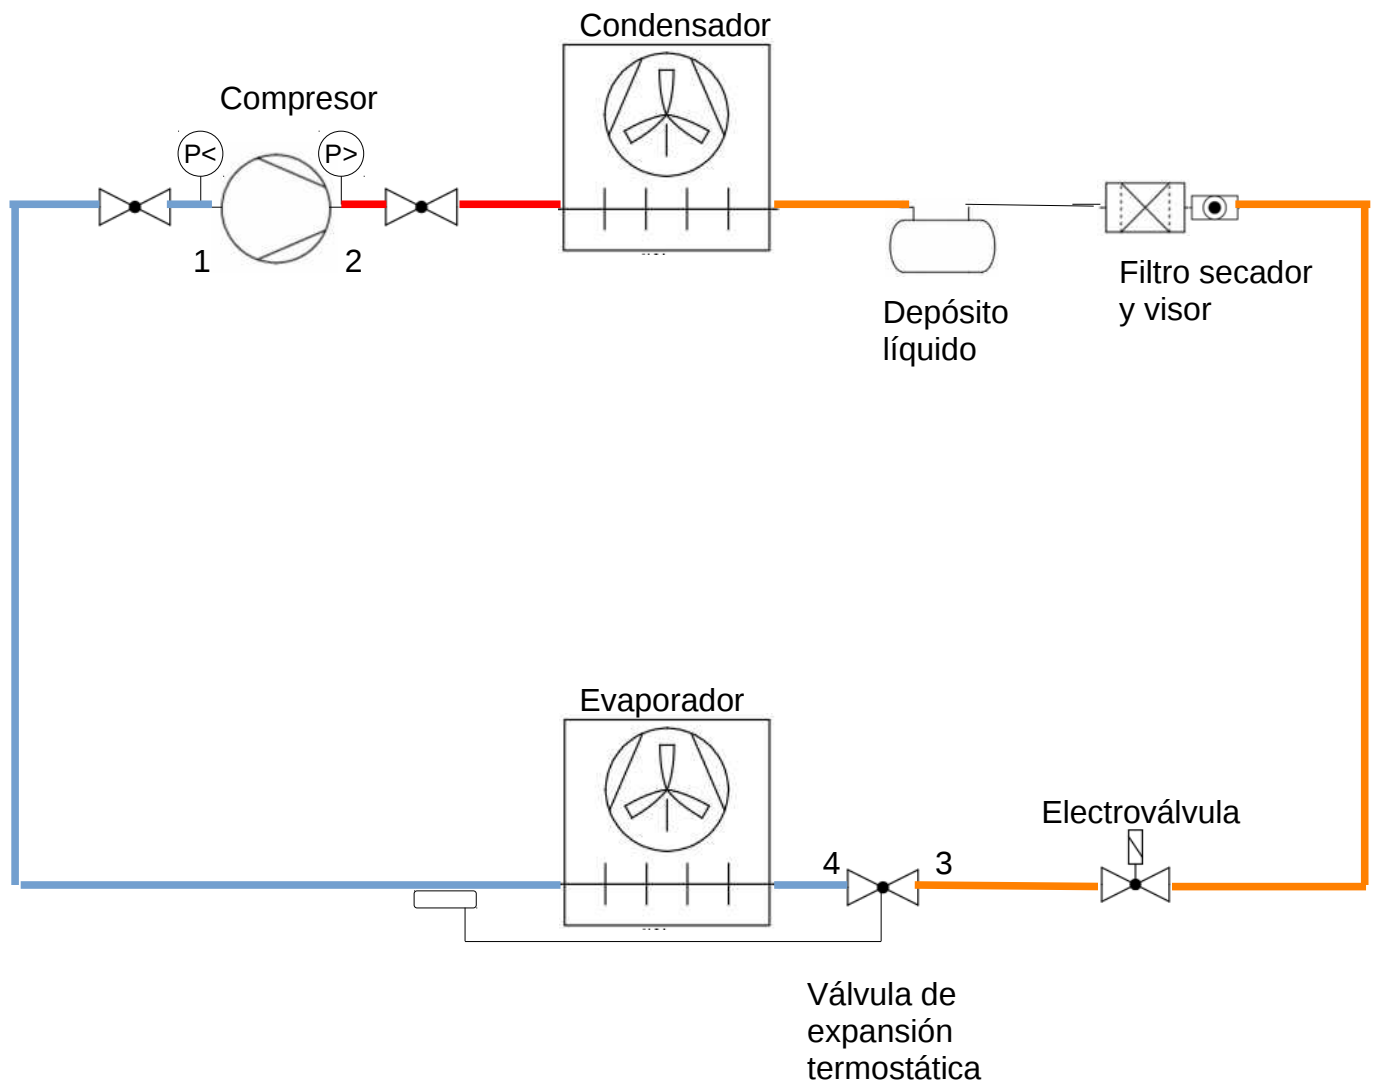 Condensador
Compresor
P<
P>
1
2
Filtro secador
y visor
Depósito
líquido
Evaporador
Electroválvula
4
3
Válvula de
expansión
termostática